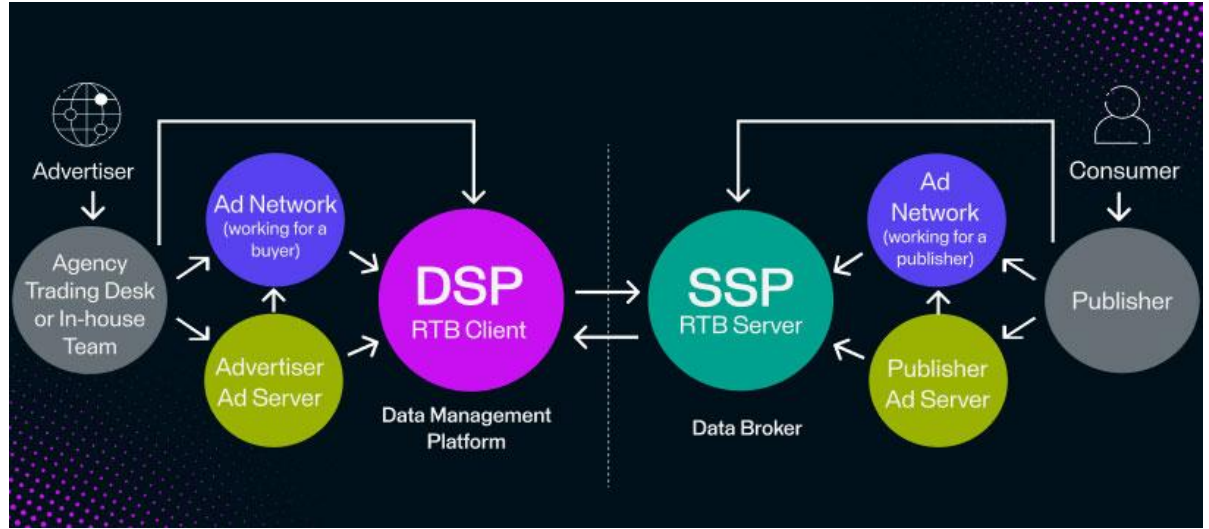 Advertiser
Agency
Trading Desk
or In-house
Team
Ad Network
(working for a
buyer)
Advertiser
Ad Server
DSP
RTB Client
Data Management
Platform
SSP
RTB Server
Data Broker
Ad
Network
(working for a
publisher)
Publisher
Ad Server
Consumer
Publisher